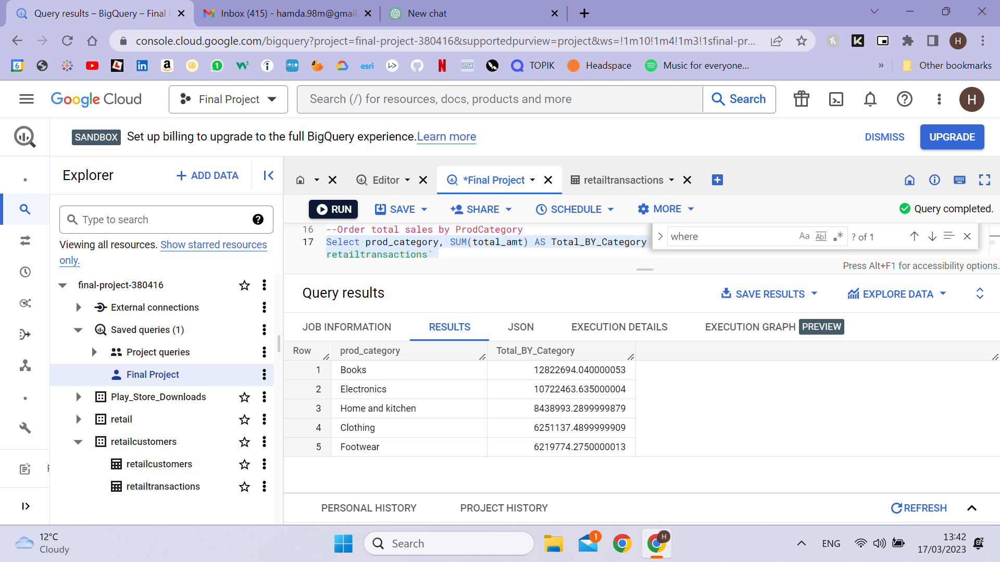 Query results – BigQuery – Final
Inbox (415) - hamda.98m@gmail
New chat
console.cloud.google.com/bigquery?project=final-project-380416&supportedpurview=project&ws=!1m10!1m4!1m3!1sfinal-pr...
H
6
1
esri
TOPIK
Headspace
Music for everyone...
»
Other bookmarks
Google Cloud
Final Project
Search (/) for resources, docs, products and more
Search
H
SANDBOX Set up billing to upgrade to the full BigQuery experience. Learn more
DISMISS
UPGRADE
Explorer
+ ADD DATA
Editor
*Final Project
retailtransactions
Type to search
RUN
SAVE
SHARE
SCHEDULE
MORE
Query completed.
Viewing all resources. Show starred resources
only.
16 --Order total sales by ProdCategory
17 Select prod_category, SUM(total_amt) AS Total_BY_Category
retailtransactions`
where
Aa
Abl
? of 1
Press Alt+F1 for accessibility options.
final-project-380416
External connections
Saved queries (1)
Project queries
Final Project
Play_Store_Downloads
retail
retailcustomers
retailcustomers
retailtransactions
Query results
SAVE RESULTS
EXPLORE DATA
JOB INFORMATION
RESULTS
JSON
EXECUTION DETAILS
EXECUTION GRAPH PREVIEW
Row prod_category Total_BY_Category
1 Books 12822694.040000053
2 Electronics 10722463.635000004
3 Home and kitchen 8438993.2899999879
4 Clothing 6251137.4899999909
5 Footwear 6219774.2750000013
PERSONAL HISTORY
PROJECT HISTORY
REFRESH
12°C
Cloudy
Search
1
H
ENG
13:42
17/03/2023